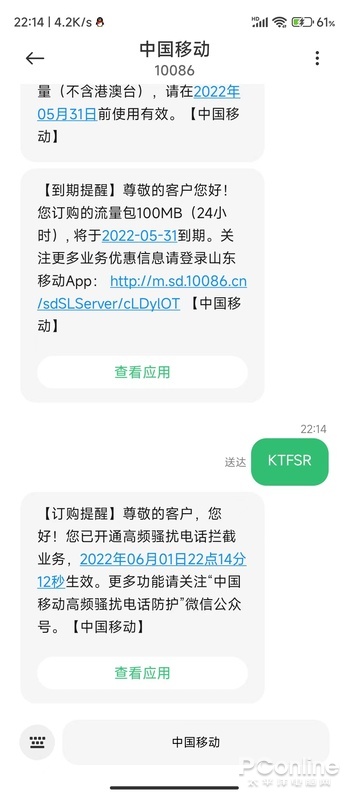 22:14 | 4.2K/s
HD 5G 61%
中国移动
10086
量（不含港澳台），请在2022年
05月31日前使用有效。【中国移
动】
【到期提醒】尊敬的客户您好！
您订购的流量包100MB（24小
时）, 将于2022-05-31到期。关
注更多业务优惠信息请登录山东
移动App： http://m.sd.10086.cn
/sdSLServer/cLDylOT 【中国移
动】
查看应用
22:14
送达
KTFSR
【订购提醒】尊敬的客户，您
好！您已开通高频骚扰电话拦截
业务，2022年06月01日22点14分
12秒生效。更多功能请关注“中国
移动高频骚扰电话防护”微信公众
号。【中国移动】
查看应用
中国移动
PConline
太平洋电脑网